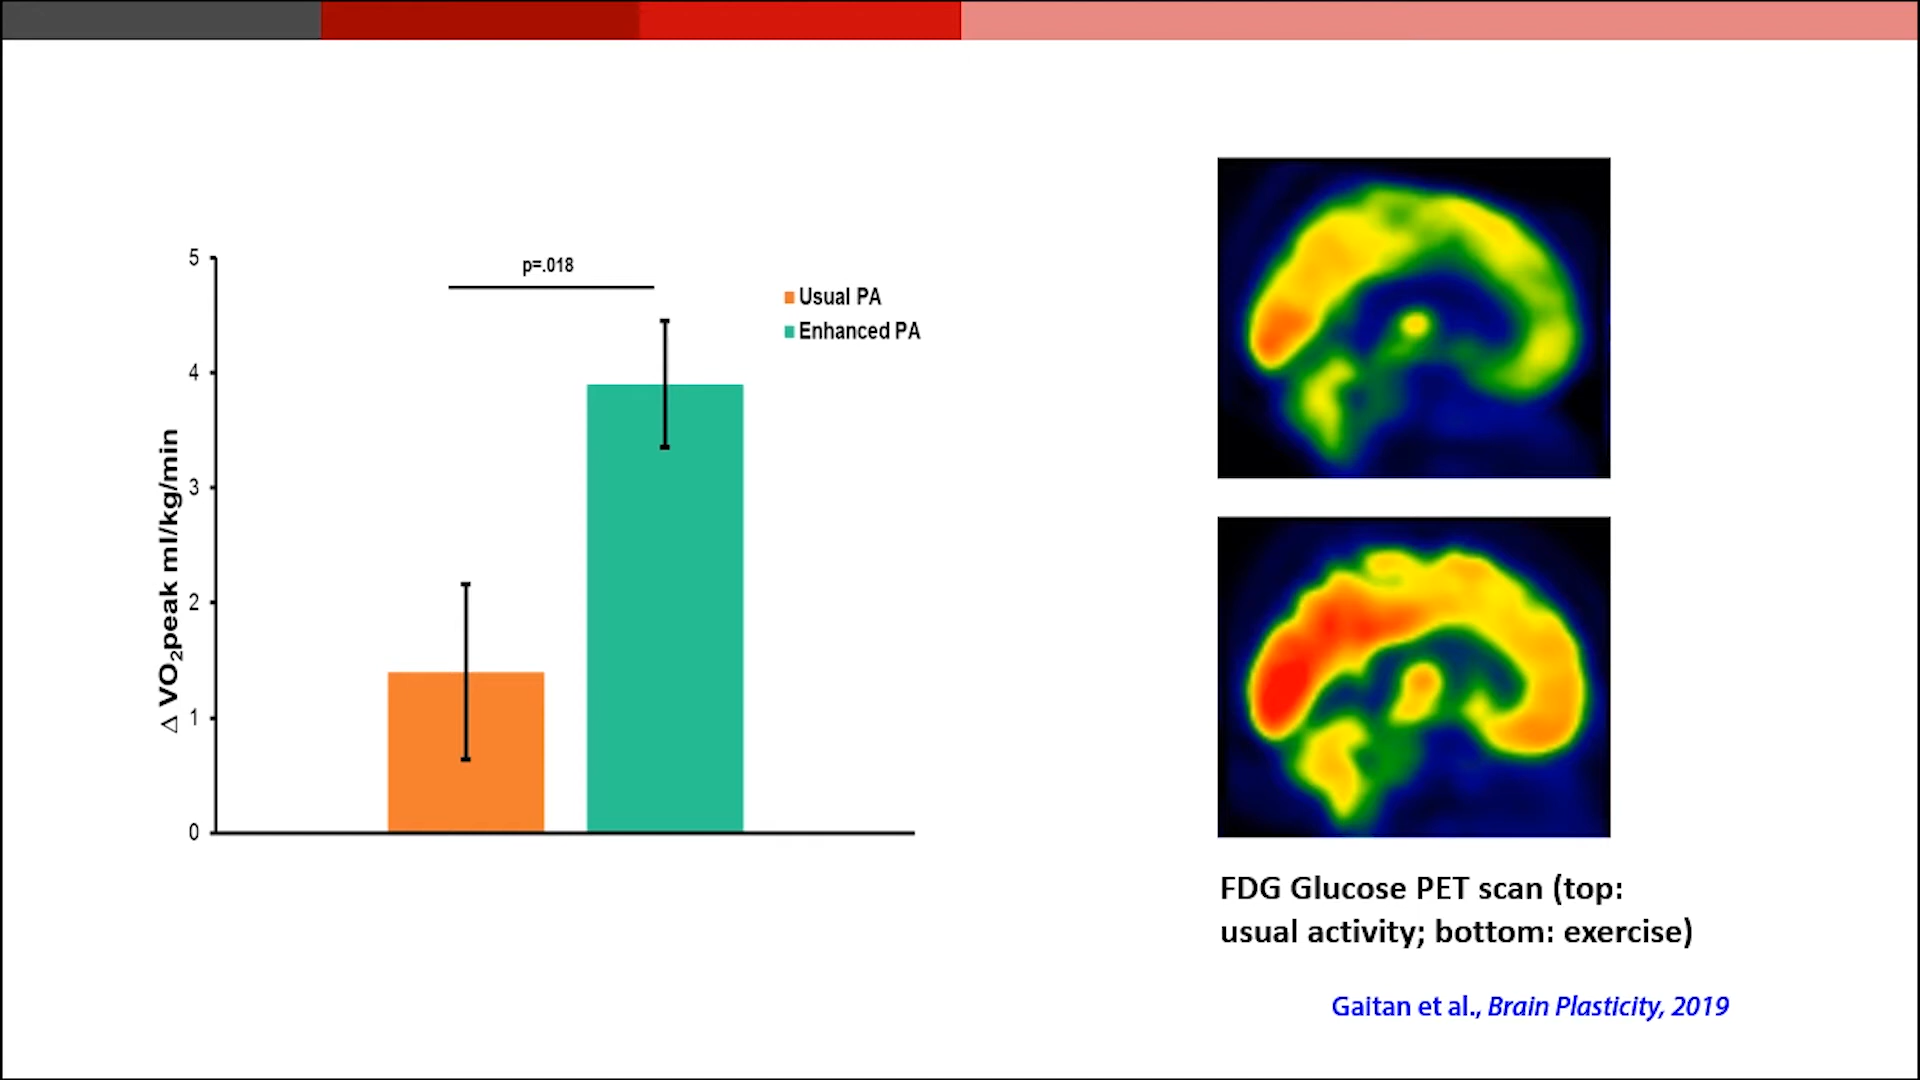 5
4
3
2
1
0
Δ VO₂peak ml/kg/min
p=.018
Usual PA
Enhanced PA
FDG Glucose PET scan (top:
usual activity; bottom: exercise)
Gaitan et al., Brain Plasticity, 2019